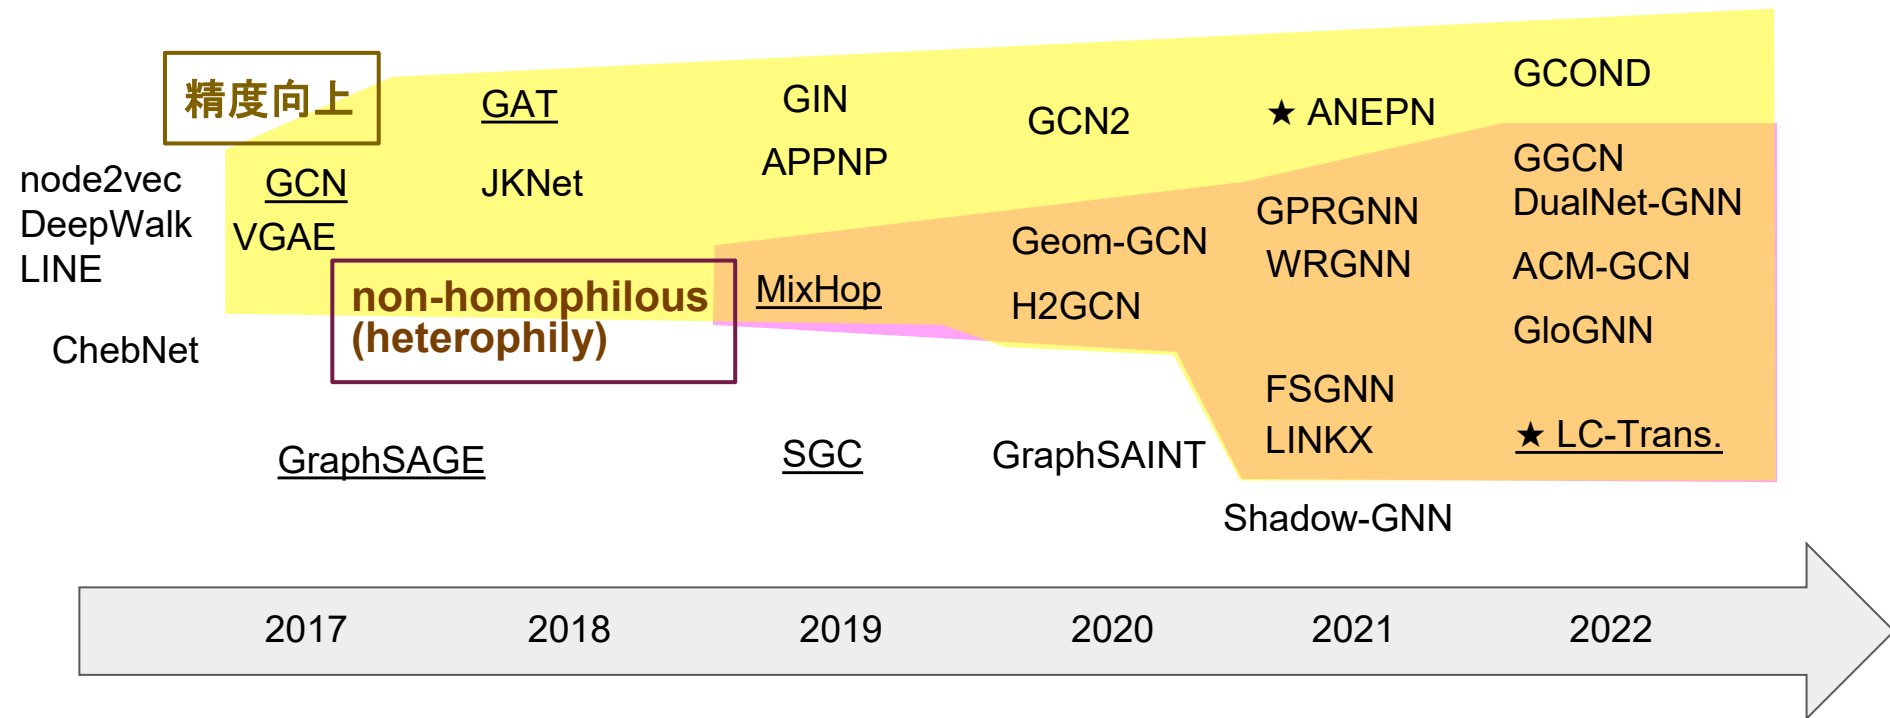 精度向上
node2vec
DeepWalk
LINE
ChebNet
GCN
VGAE
GraphSAGE
GAT
JKNet
non-homophilous
(heterophily)
GIN
APPNP
MixHop
SGC
GCN2
Geom-GCN
H2GCN
GraphSAINT
★ ANEPN
GPRGNN
WRGNN
FSGNN
LINKX
Shadow-GNN
GCOND
GGCN
DualNet-GNN
ACM-GCN
GloGNN
★ LC-Trans.
2017
2018
2019
2020
2021
2022